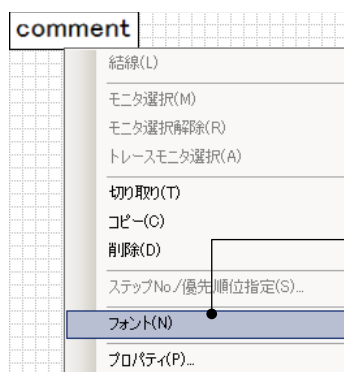 comment
結線(L)
モニタ選択(M)
モニタ選択解除(R)
トレースモニタ選択(A)
切り取り(T)
コピー(C)
削除(D)
ステップNo./優先順位指定(S)...
フォント(N)
プロパティ(P)...